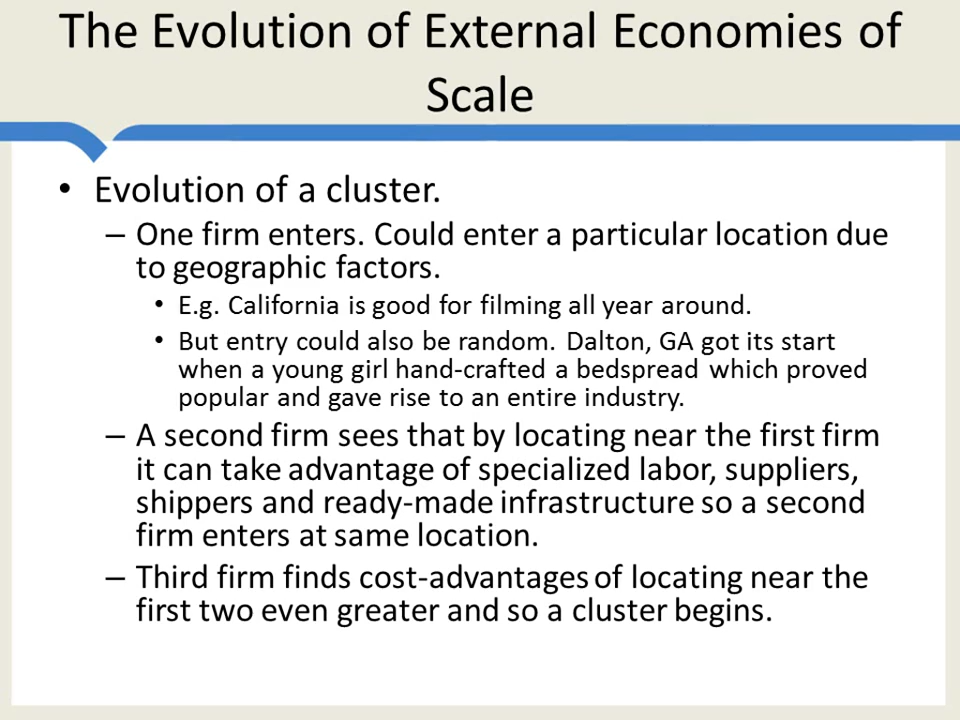 The Evolution of External Economies of
Scale
• Evolution of a cluster.
– One firm enters. Could enter a particular location due
to geographic factors.
• E.g. California is good for filming all year around.
• But entry could also be random. Dalton, GA got its start
when a young girl hand-crafted a bedspread which proved
popular and gave rise to an entire industry.
– A second firm sees that by locating near the first firm
it can take advantage of specialized labor, suppliers,
shippers and ready-made infrastructure so a second
firm enters at same location.
– Third firm finds cost-advantages of locating near the
first two even greater and so a cluster begins.